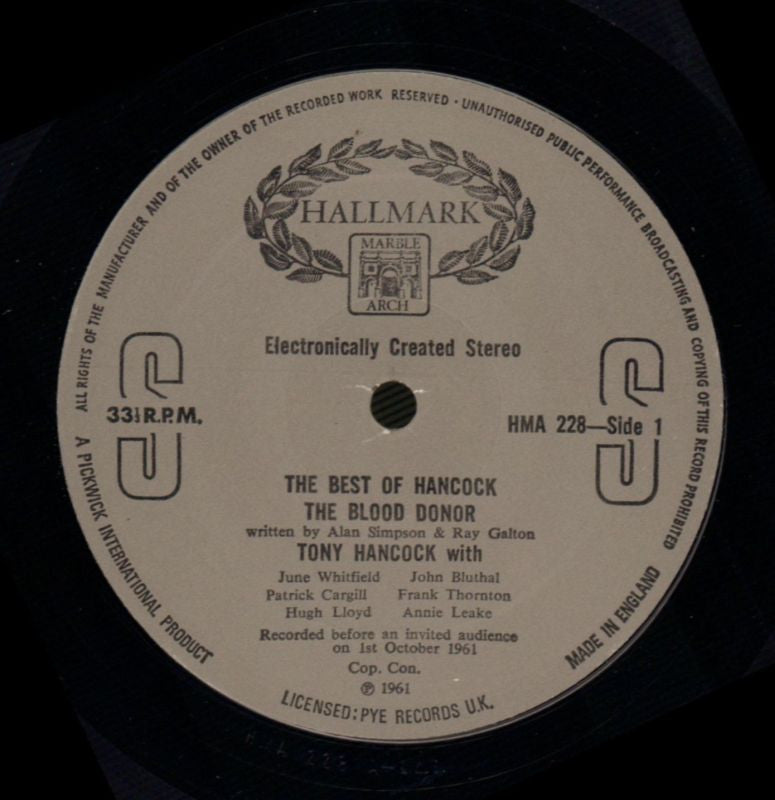 ALL RIGHTS OF THE MANUFACTURER AND OF THE OWNER OF THE RECORDED WORK RESERVED · UNAUTHORISED PUBLIC PERFORMANCE BROADCASTING AND COPYING OF THIS RECORD PROHIBITED
HALLMARK
MARBLE
ARCH
Electronically Created Stereo
33⅓ R.P.M.
HMA 228—Side 1
THE BEST OF HANCOCK
THE BLOOD DONOR
written by Alan Simpson & Ray Galton
TONY HANCOCK with
June Whitfield John Bluthal
Patrick Cargill Frank Thornton
Hugh Lloyd Annie Leake
Recorded before an invited audience
on 1st October 1961
Cop. Con.
℗ 1961
A PICKWICK INTERNATIONAL PRODUCT
LICENSED: PYE RECORDS U.K.
MADE IN ENGLAND